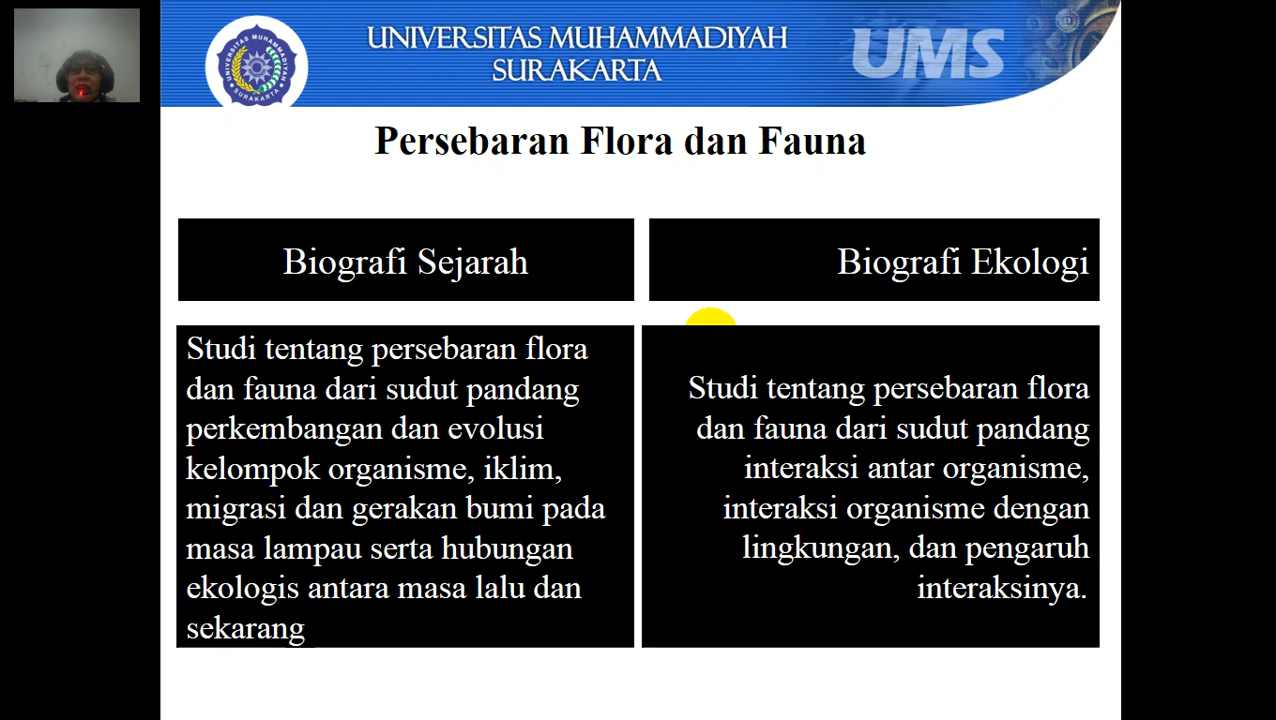 UNIVERSITAS MUHAMMADIYAH
SURAKARTA
UMS
UNIVERSITAS MUHAMMADIYAH
SURAKARTA
Persebaran Flora dan Fauna
Biografi Sejarah
Biografi Ekologi
Studi tentang persebaran flora
dan fauna dari sudut pandang
perkembangan dan evolusi
kelompok organisme, iklim,
migrasi dan gerakan bumi pada
masa lampau serta hubungan
ekologis antara masa lalu dan
sekarang
Studi tentang persebaran flora
dan fauna dari sudut pandang
interaksi antar organisme,
interaksi organisme dengan
lingkungan, dan pengaruh
interaksinya.